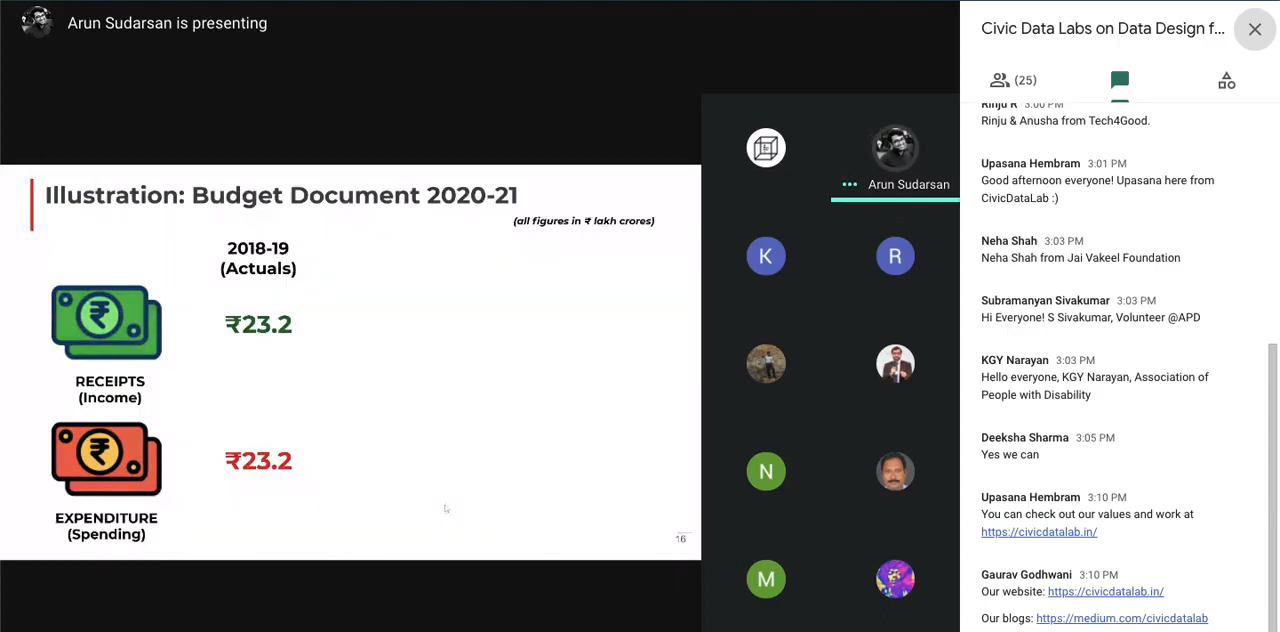 Arun Sudarsan is presenting
Illustration: Budget Document 2020-21
(all figures in ₹ lakh crores)
2018-19
(Actuals)
₹23.2
RECEIPTS
(Income)
₹23.2
EXPENDITURE
(Spending)
16
Arun Sudarsan
K
R
N
M
Civic Data Labs on Data Design f...
(25)
Rinju R 3:00 PM
Rinju & Anusha from Tech4Good.
Upasana Hembram 3:01 PM
Good afternoon everyone! Upasana here from
CivicDataLab :)
Neha Shah 3:03 PM
Neha Shah from Jai Vakeel Foundation
Subramanyan Sivakumar 3:03 PM
Hi Everyone! S Sivakumar, Volunteer @APD
KGY Narayan 3:03 PM
Hello everyone, KGY Narayan, Association of
People with Disability
Deeksha Sharma 3:05 PM
Yes we can
Upasana Hembram 3:10 PM
You can check out our values and work at
https://civicdatalab.in/
Gaurav Godhwani 3:10 PM
Our website: https://civicdatalab.in/
Our blogs: https://medium.com/civicdatalab